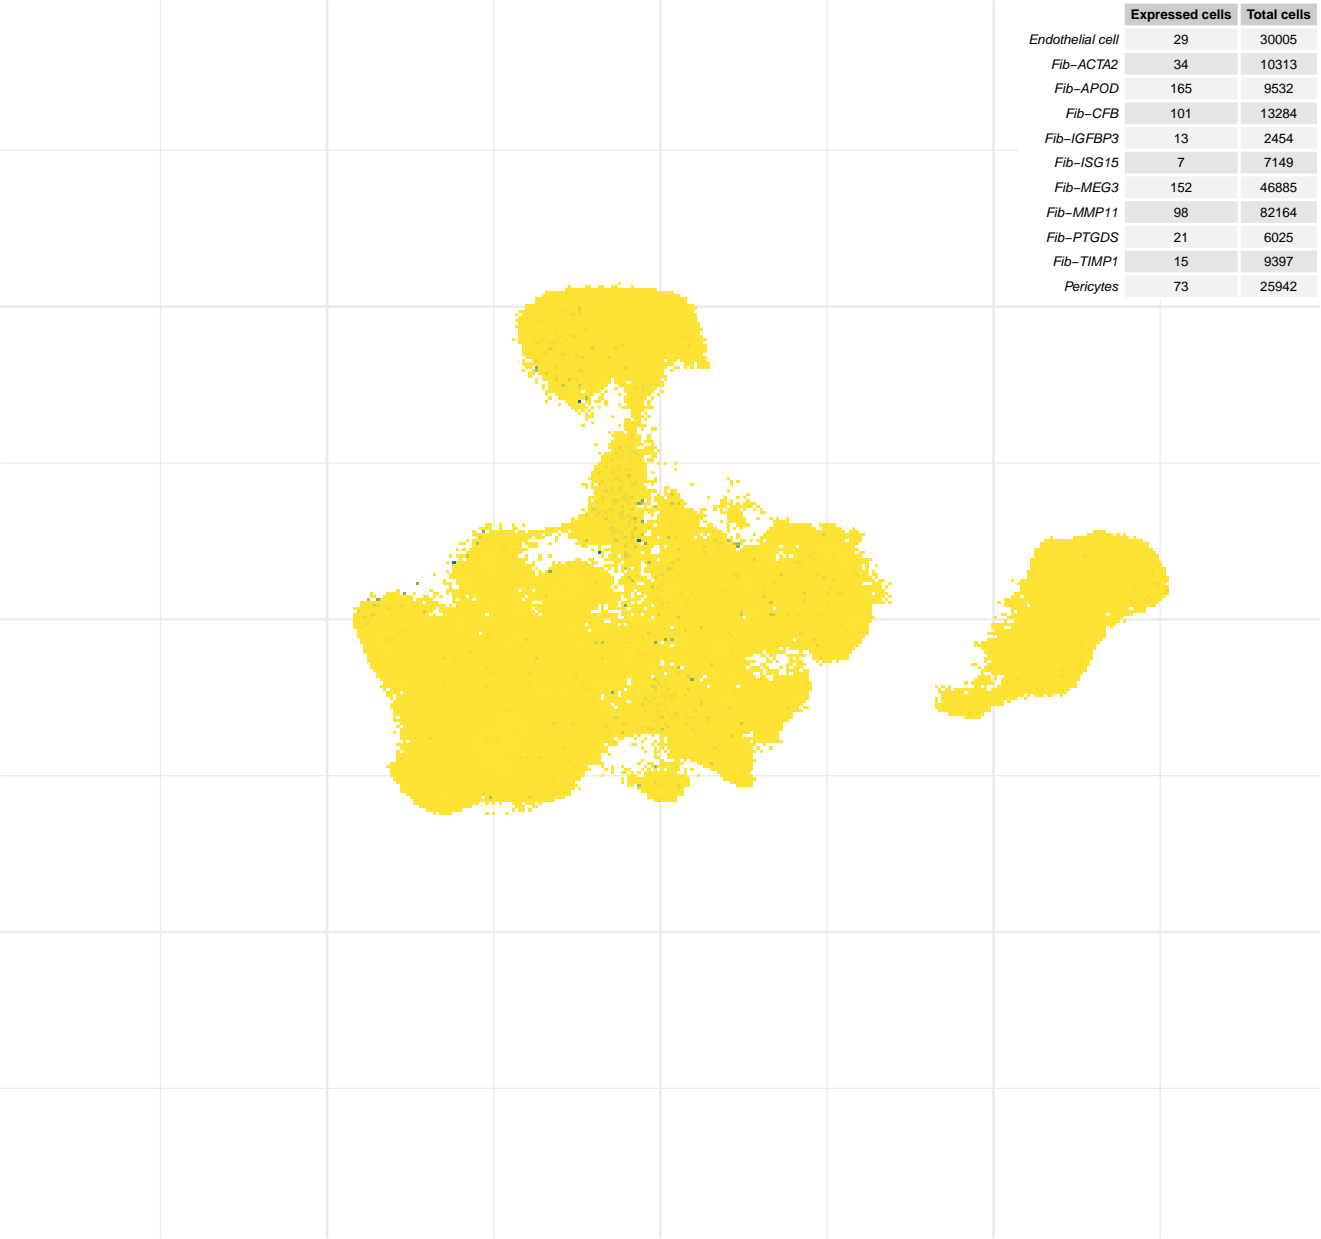 Expressed cells Total cells
Endothelial cell 29 30005
Fib−ACTA2 34 10313
Fib−APOD 165 9532
Fib−CFB 101 13284
Fib−IGFBP3 13 2454
Fib−ISG15 7 7149
Fib−MEG3 152 46885
Fib−MMP11 98 82164
Fib−PTGDS 21 6025
Fib−TIMP1 15 9397
Pericytes 73 25942